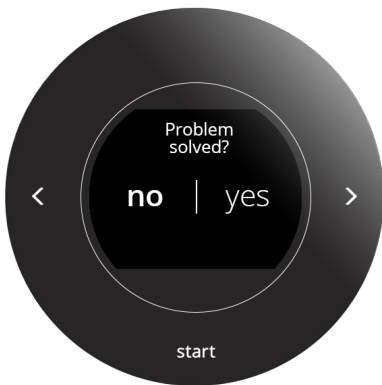 Problem
solved?
no | yes
< >
start